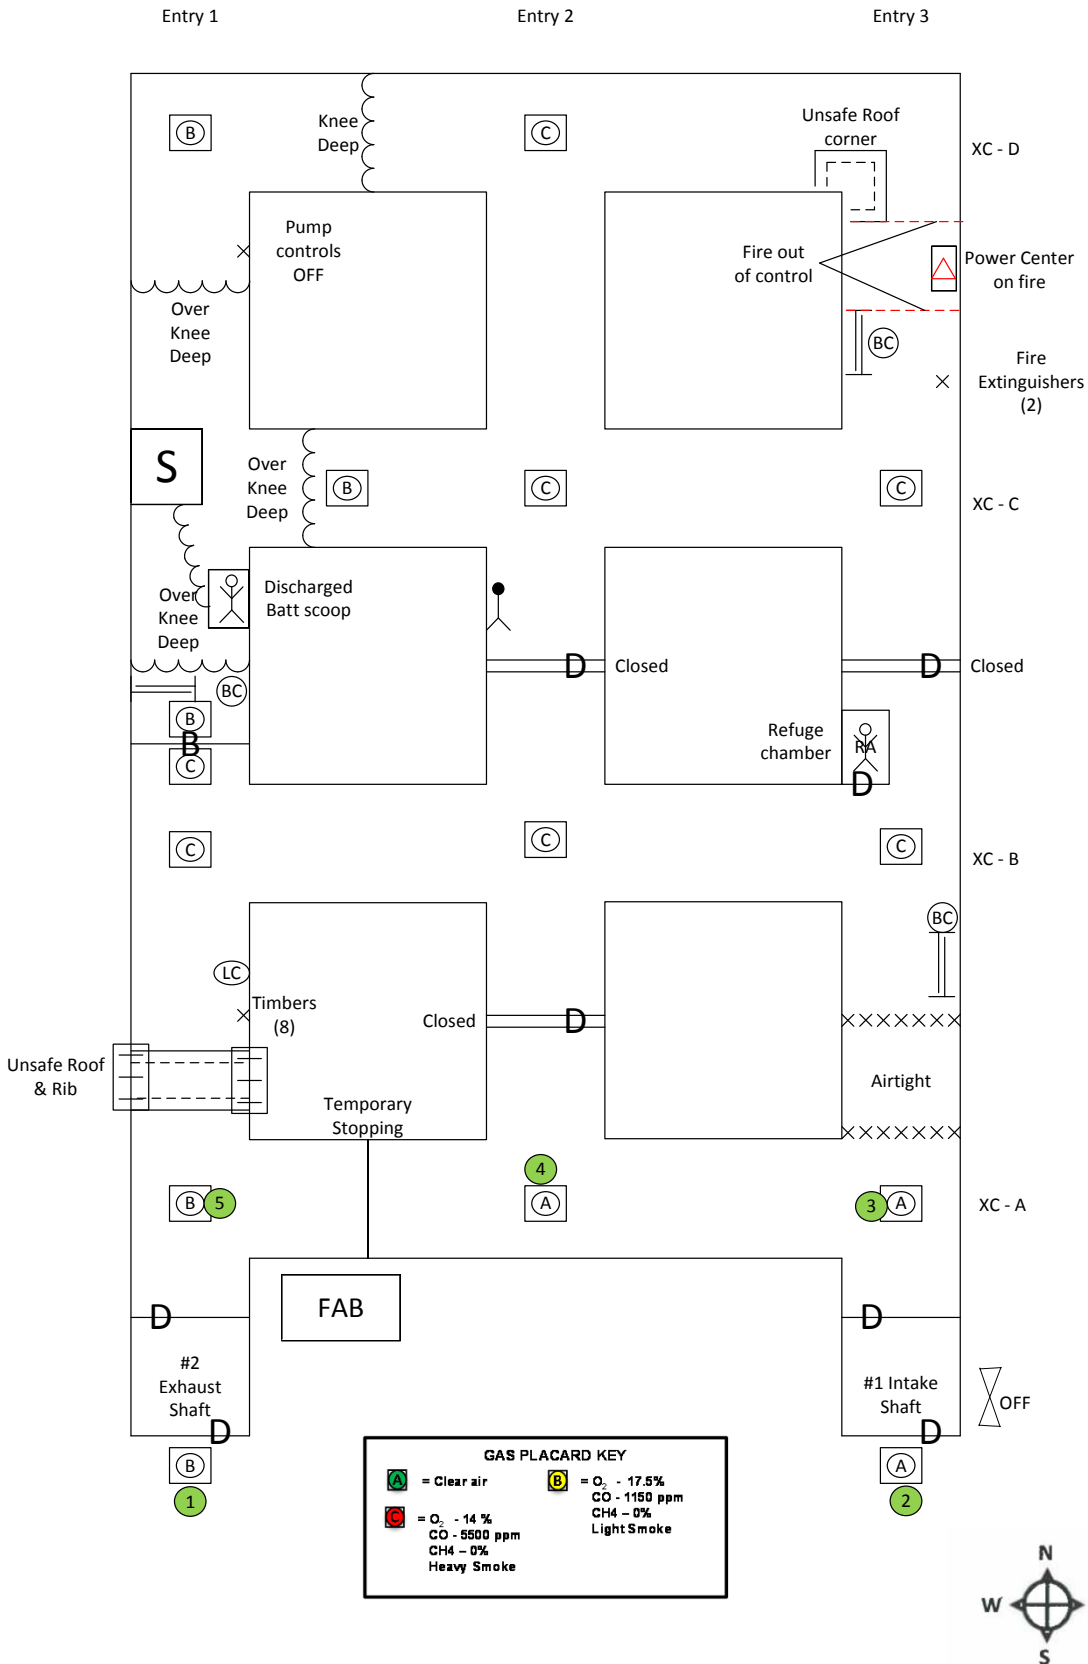 Entry 1
Entry 2
Entry 3
B
Knee
Deep
C
Unsafe Roof
corner
XC - D
Pump
controls
OFF
Fire out
of control
Power Center
on fire
Over
Knee
Deep
BC
Fire
Extinguishers
(2)
S
Over
Knee
Deep
B
C
C
XC - C
Over
Knee
Deep
Discharged
Batt scoop
D
Closed
D
Closed
BC
B
B
C
Refuge
chamber
RA
D
C
C
C
XC - B
BC
LC
Timbers
(8)
Closed
D
Unsafe Roof
& Rib
Airtight
Temporary
Stopping
4
B
5
A
3
A
XC - A
D
FAB
D
#2
Exhaust
Shaft
D
#1 Intake
Shaft
D
OFF
B
1
A
2
GAS PLACARD KEY
A = Clear air
B = O2 - 17.5%
CO - 1150 ppm
CH4 – 0%
Light Smoke
C = O2 - 14 %
CO - 5500 ppm
CH4 – 0%
Heavy Smoke
N
W
E
S